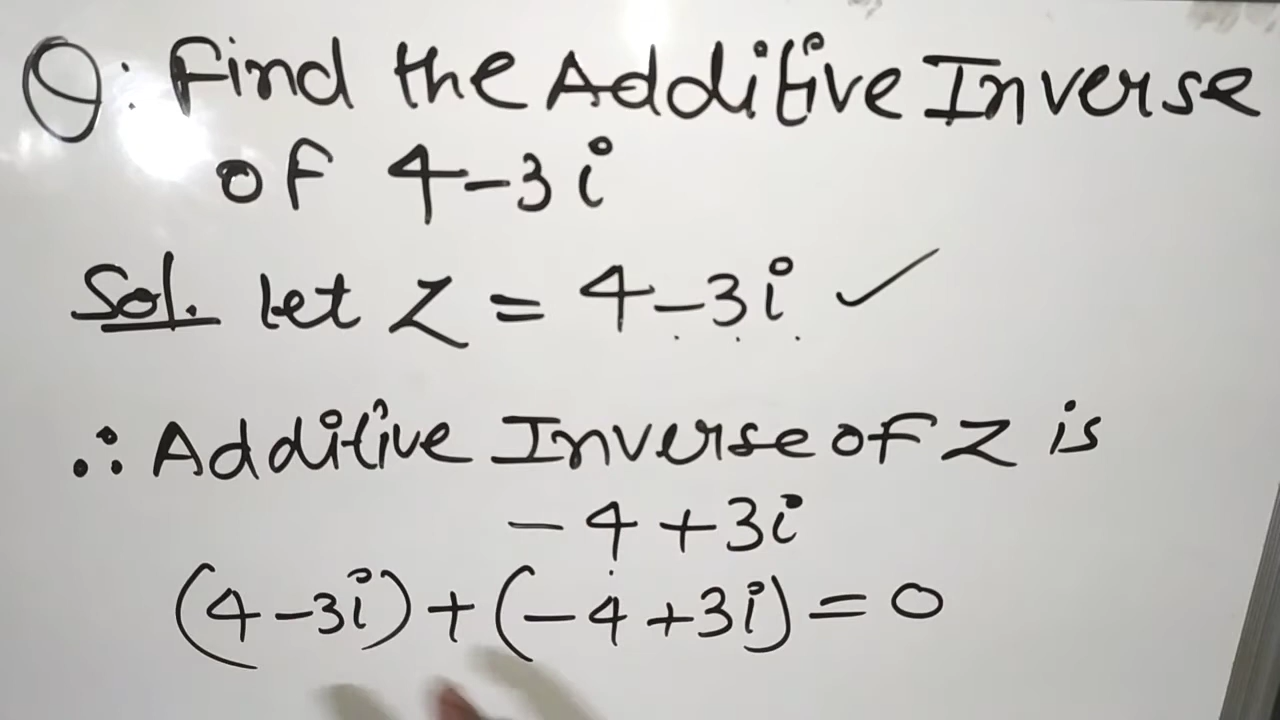 Q: Find the Additive Inverse
of 4-3i
Sol. let Z = 4-3i ✓
∴ Additive Inverse of Z is
-4+3i
(4-3i)+(-4+3i)=0